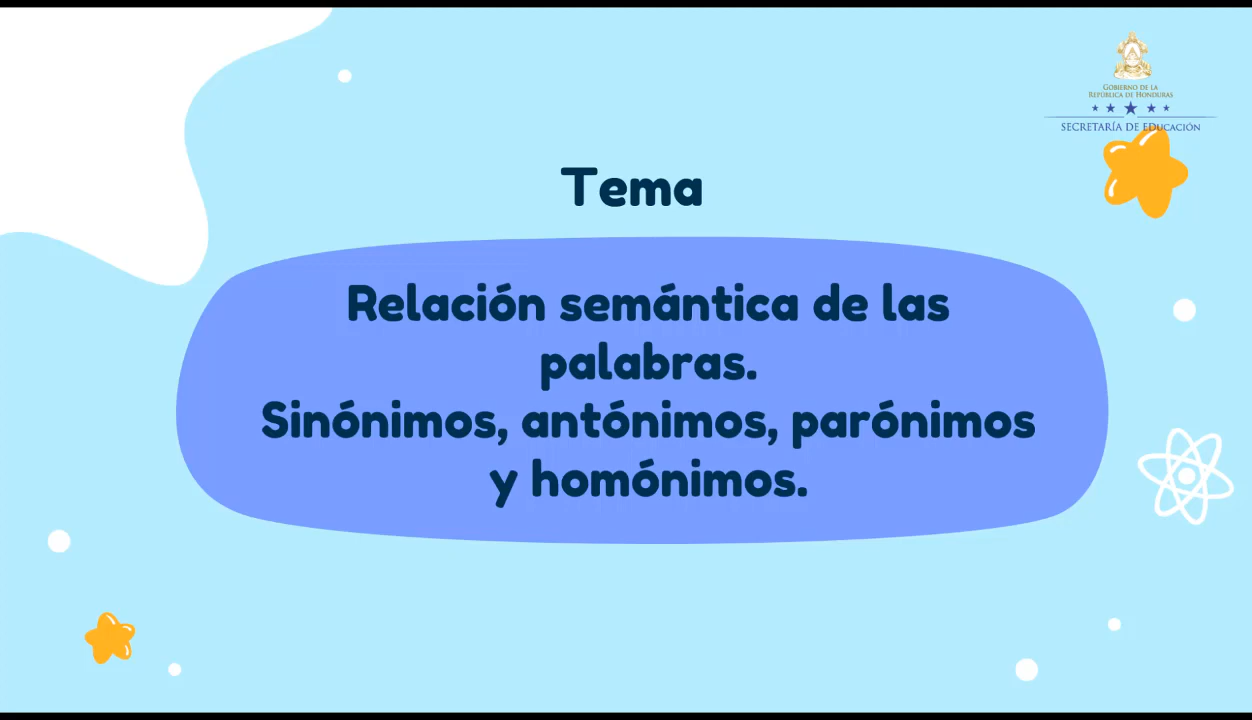 GOBIERNO DE LA
REPÚBLICA DE HONDURAS
SECRETARÍA DE EDUCACIÓN
Tema
Relación semántica de las
palabras.
Sinónimos, antónimos, parónimos
y homónimos.